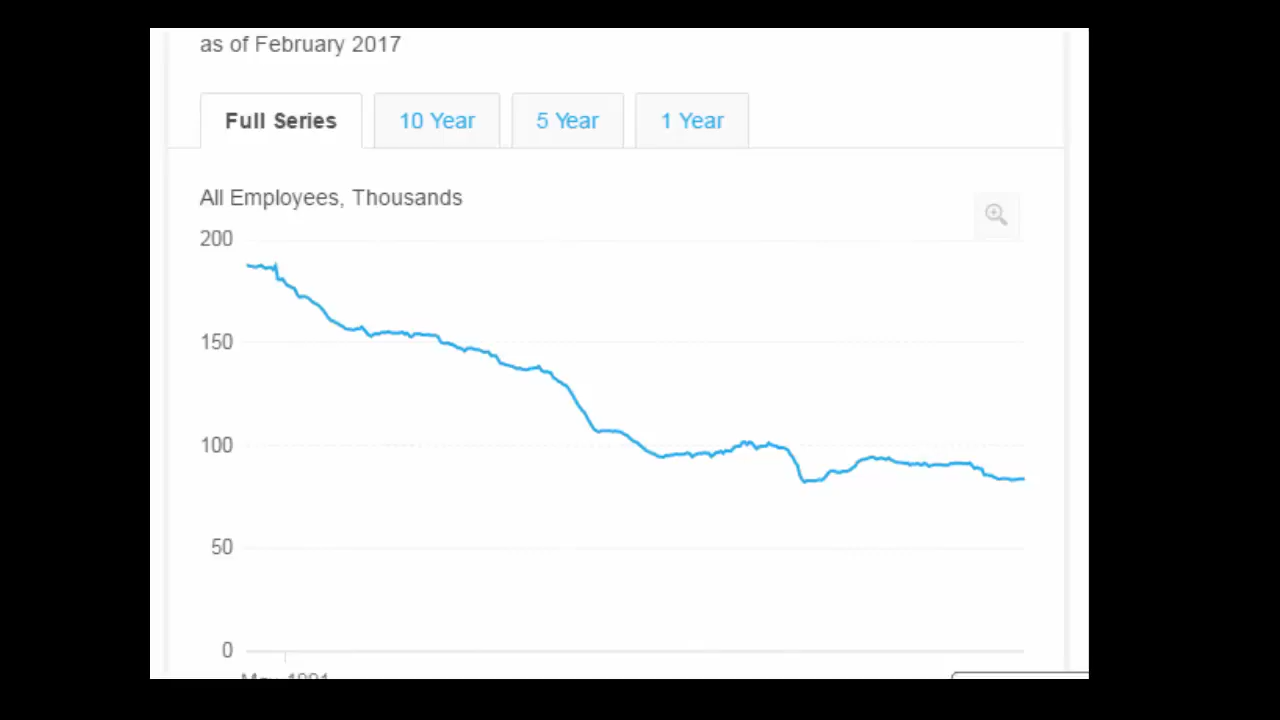 as of February 2017
Full Series 10 Year 5 Year 1 Year
All Employees, Thousands
200
150
100
50
0